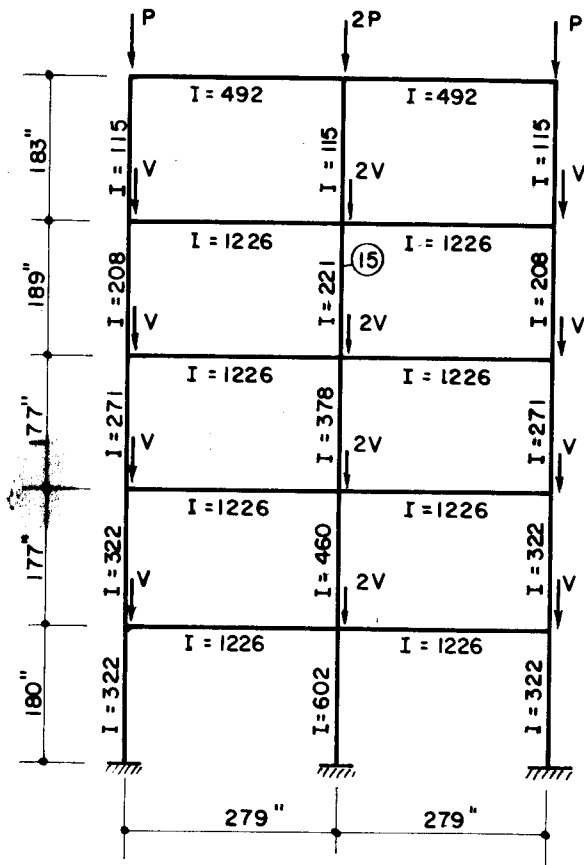 P 2P P
I = 492 I = 492
183" I = 115 I = 115 I = 115
V 2V V
I = 1226 I = 1226
189" I = 208 I = 221 15 I = 208
V 2V V
I = 1226 I = 1226
177" I = 271 I = 378 I = 271
V 2V V
I = 1226 I = 1226
177" I = 322 I = 460 I = 322
V 2V V
I = 1226 I = 1226
180" I = 322 I = 602 I = 322
279" 279"